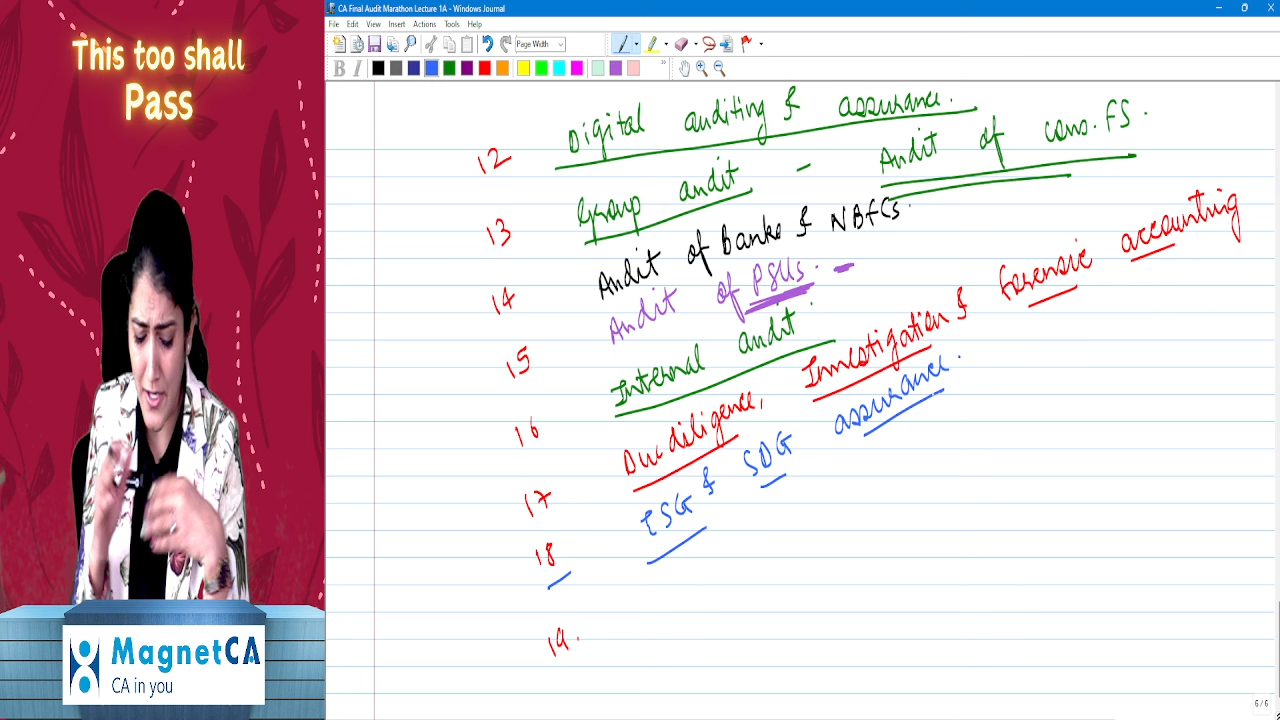 This too shall
Pass
CA Final Audit Marathon Lecture 1A - Windows Journal
File Edit View Insert Actions Tools Help
Page Width
B I
12 Digital auditing & assurance.
13 Group audit - Audit of cons. FS.
14 Audit of Banks & NBFCs.
15 Audit of PSUs. -
16 Internal audit
17 Due diligence, Investigation & Forensic accounting
18 ESG & SDG assurance.
19.
MagnetCA
CA in you
6 / 6